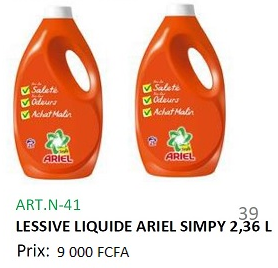 Saleté
Odeurs
Achat Malin
ARIEL
Saleté
Odeurs
Achat Malin
ARIEL
39
ART.N-41
LESSIVE LIQUIDE ARIEL SIMPY 2,36 L
Prix: 9 000 FCFA